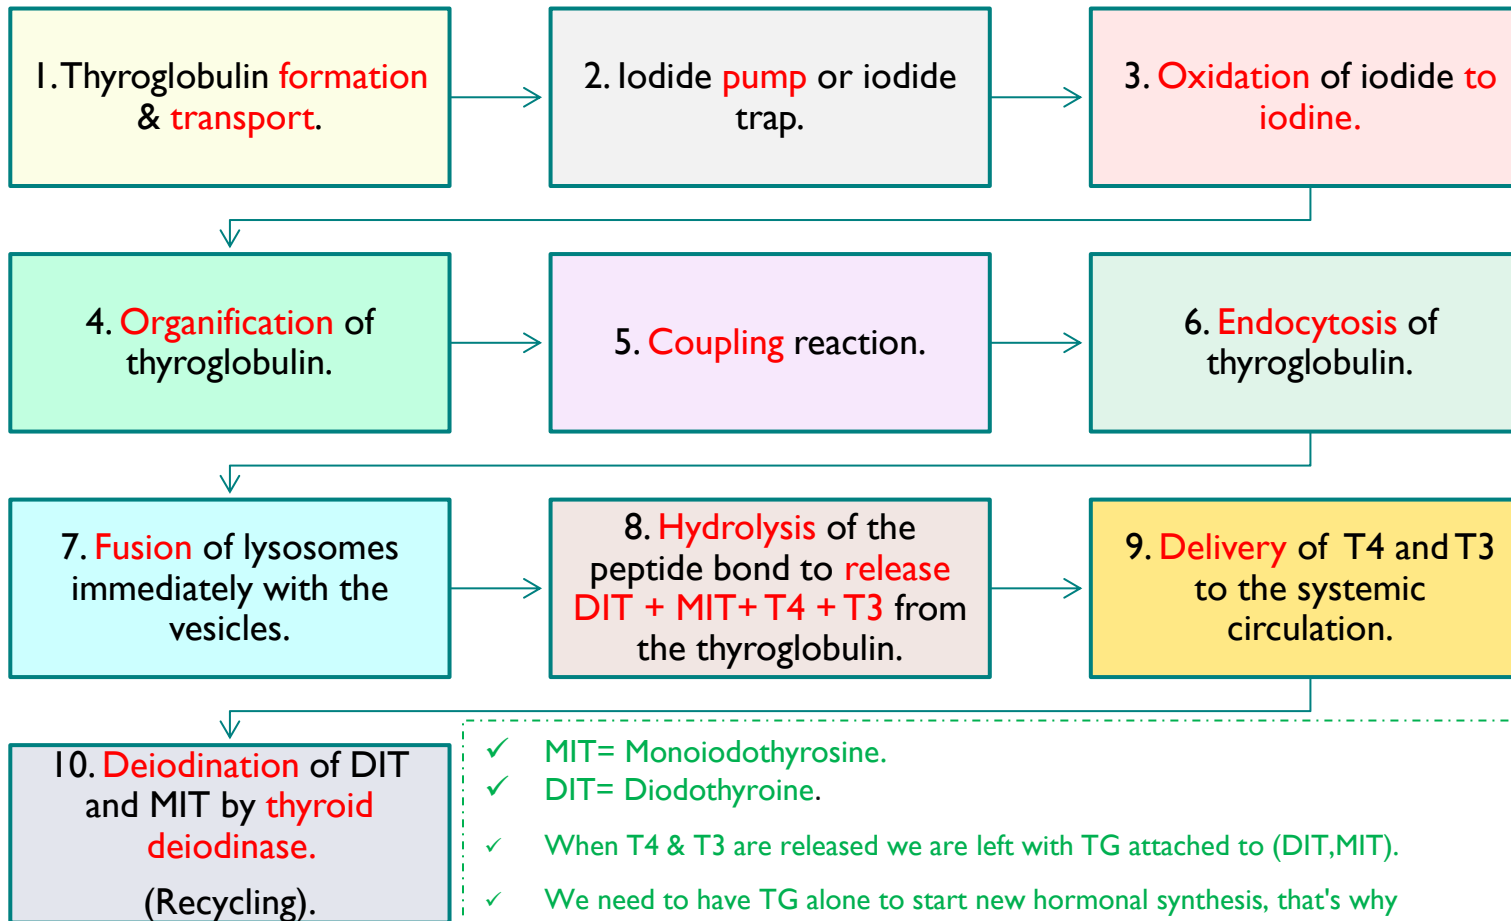 1. Thyroglobulin formation
& transport.
2. Iodide pump or iodide
trap.
3. Oxidation of iodide to
iodine.
4. Organification of
thyroglobulin.
5. Coupling reaction.
6. Endocytosis of
thyroglobulin.
7. Fusion of lysosomes
immediately with the
vesicles.
8. Hydrolysis of the
peptide bond to release
DIT + MIT+ T4 + T3 from
the thyroglobulin.
9. Delivery of T4 and T3
to the systemic
circulation.
10. Deiodination of DIT
and MIT by thyroid
deiodinase.
(Recycling).
✓ MIT= Monoiodothyrosine.
✓ DIT= Diodothyroine.
✓ When T4 & T3 are released we are left with TG attached to (DIT,MIT).
✓ We need to have TG alone to start new hormonal synthesis, that's why